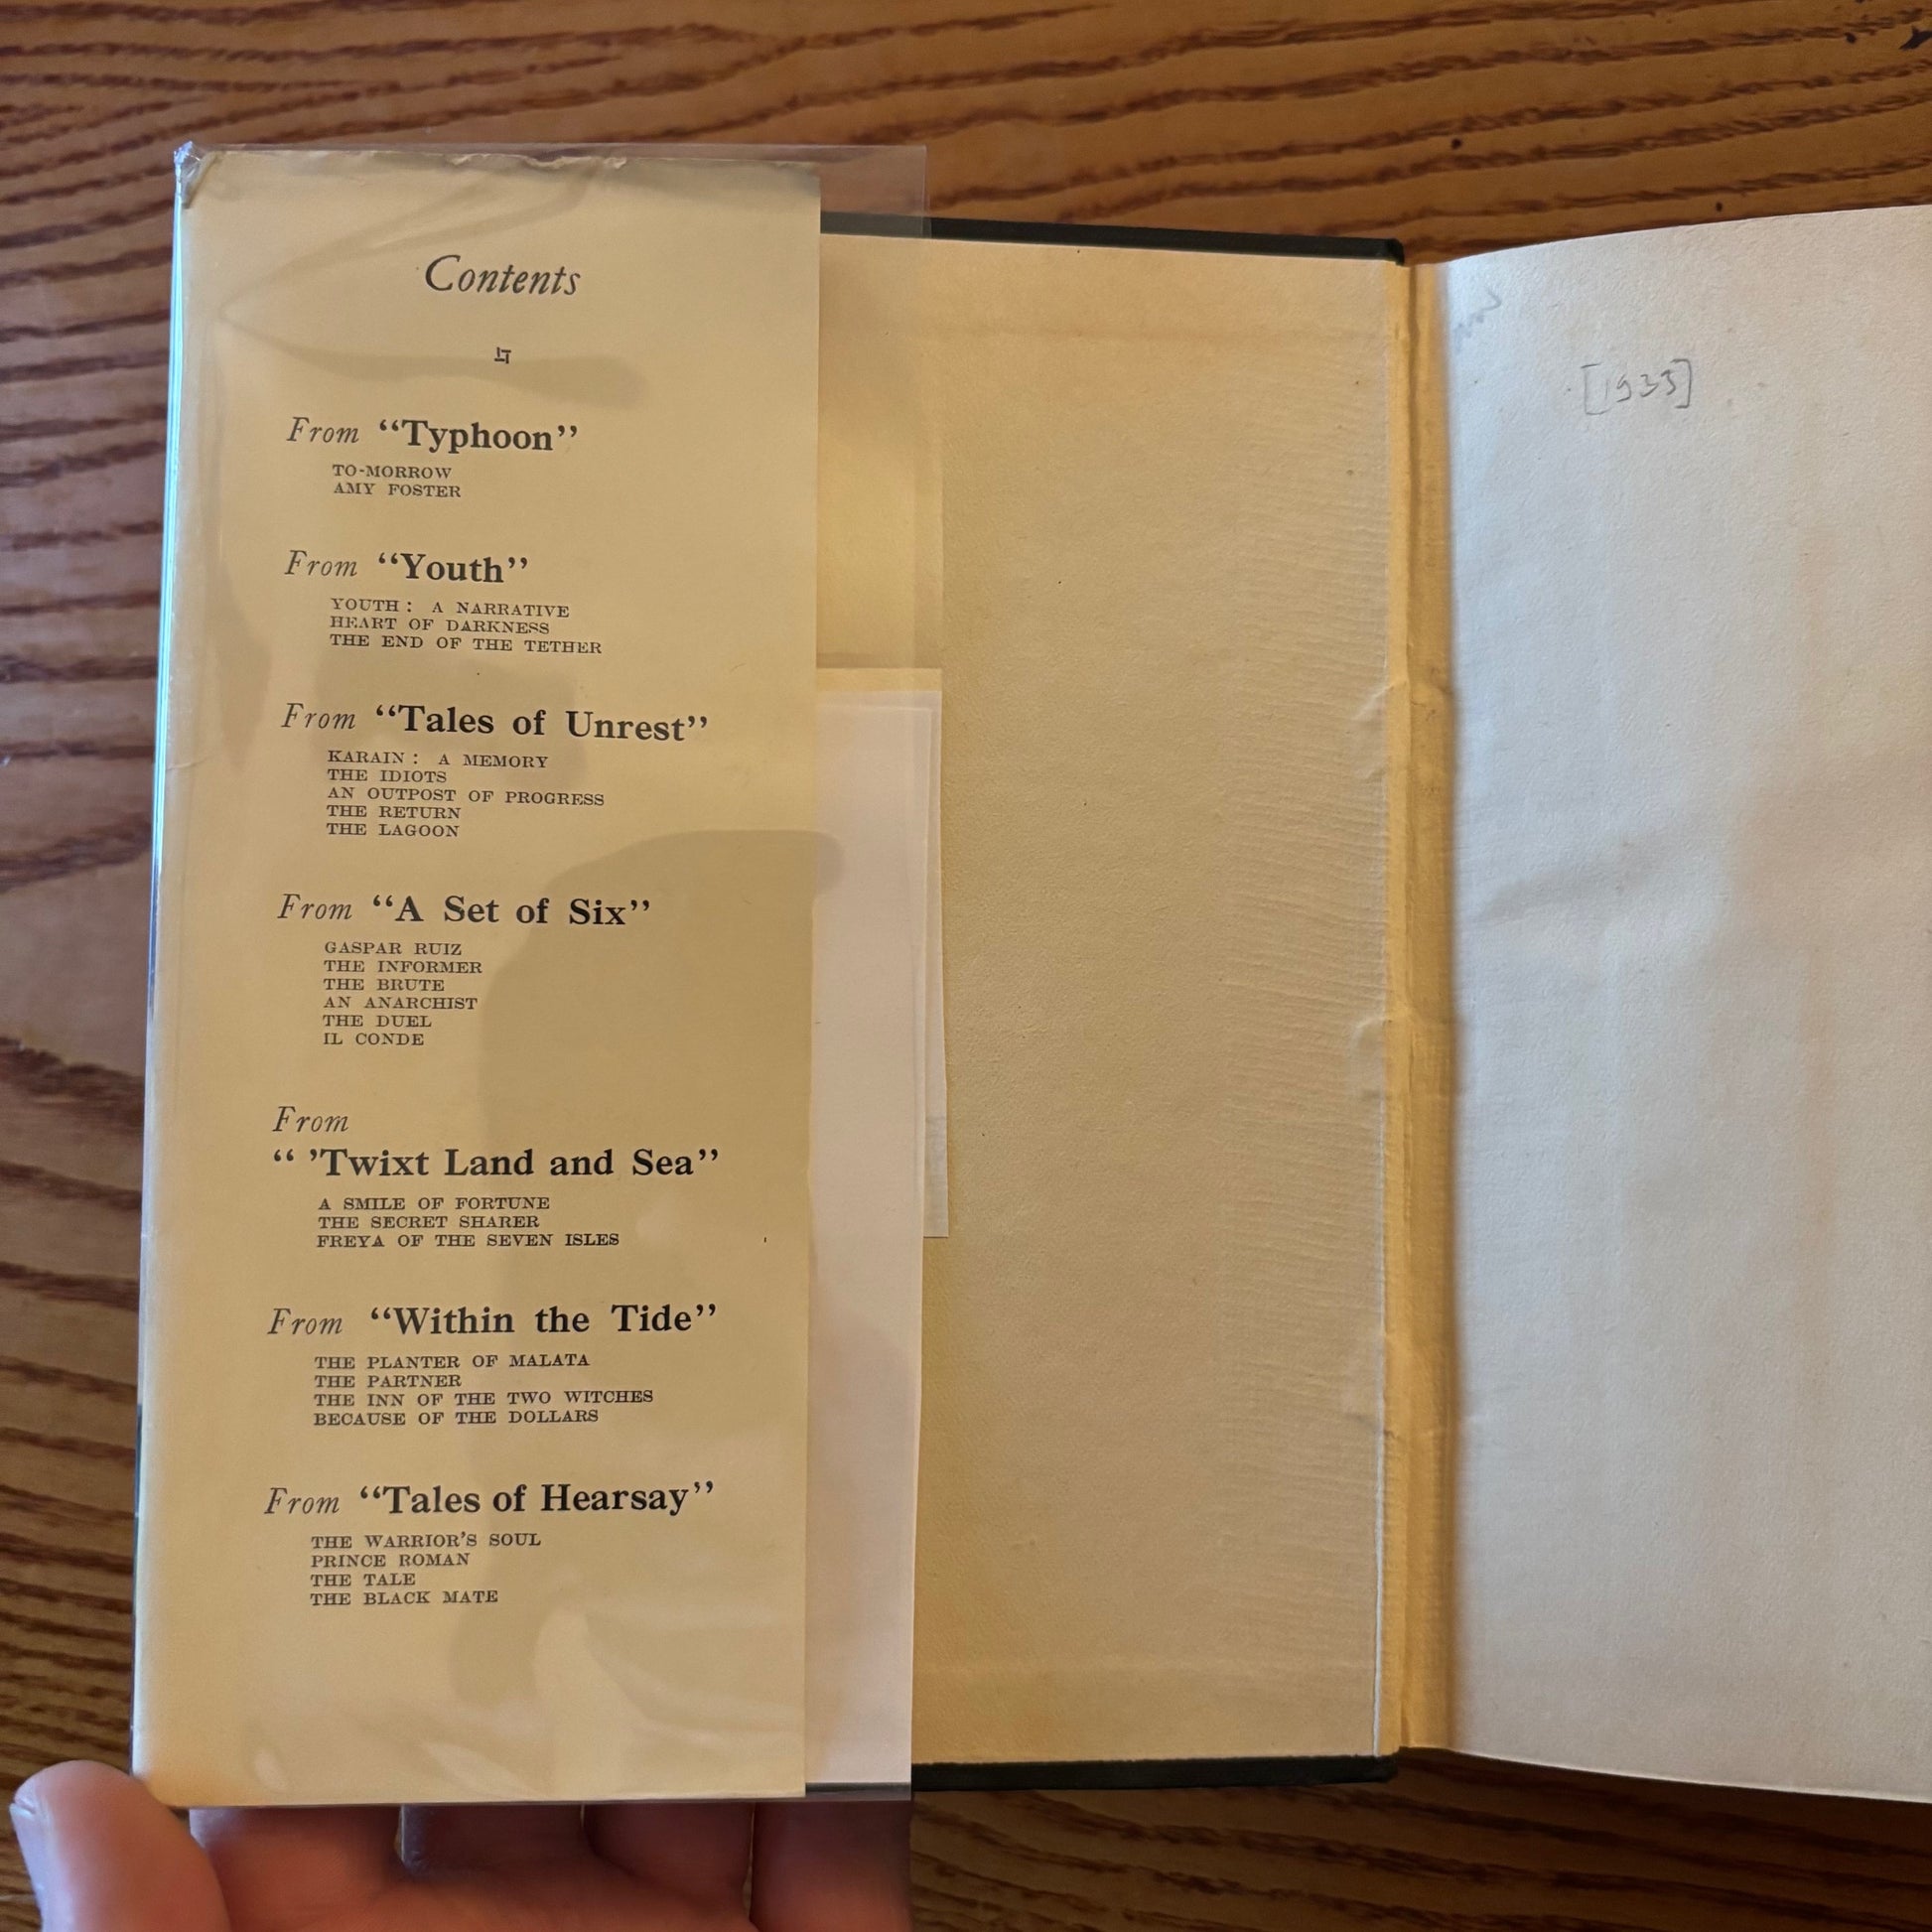 Contents
From “Typhoon”
TO-MORROW
AMY FOSTER
From “Youth”
YOUTH : A NARRATIVE
HEART OF DARKNESS
THE END OF THE TETHER
From “Tales of Unrest”
KARAIN : A MEMORY
THE IDIOTS
AN OUTPOST OF PROGRESS
THE RETURN
THE LAGOON
From “A Set of Six”
GASPAR RUIZ
THE INFORMER
THE BRUTE
AN ANARCHIST
THE DUEL
IL CONDE
From
“ ’Twixt Land and Sea”
A SMILE OF FORTUNE
THE SECRET SHARER
FREYA OF THE SEVEN ISLES
From “Within the Tide”
THE PLANTER OF MALATA
THE PARTNER
THE INN OF THE TWO WITCHES
BECAUSE OF THE DOLLARS
From “Tales of Hearsay”
THE WARRIOR’S SOUL
PRINCE ROMAN
THE TALE
THE BLACK MATE
[1933]